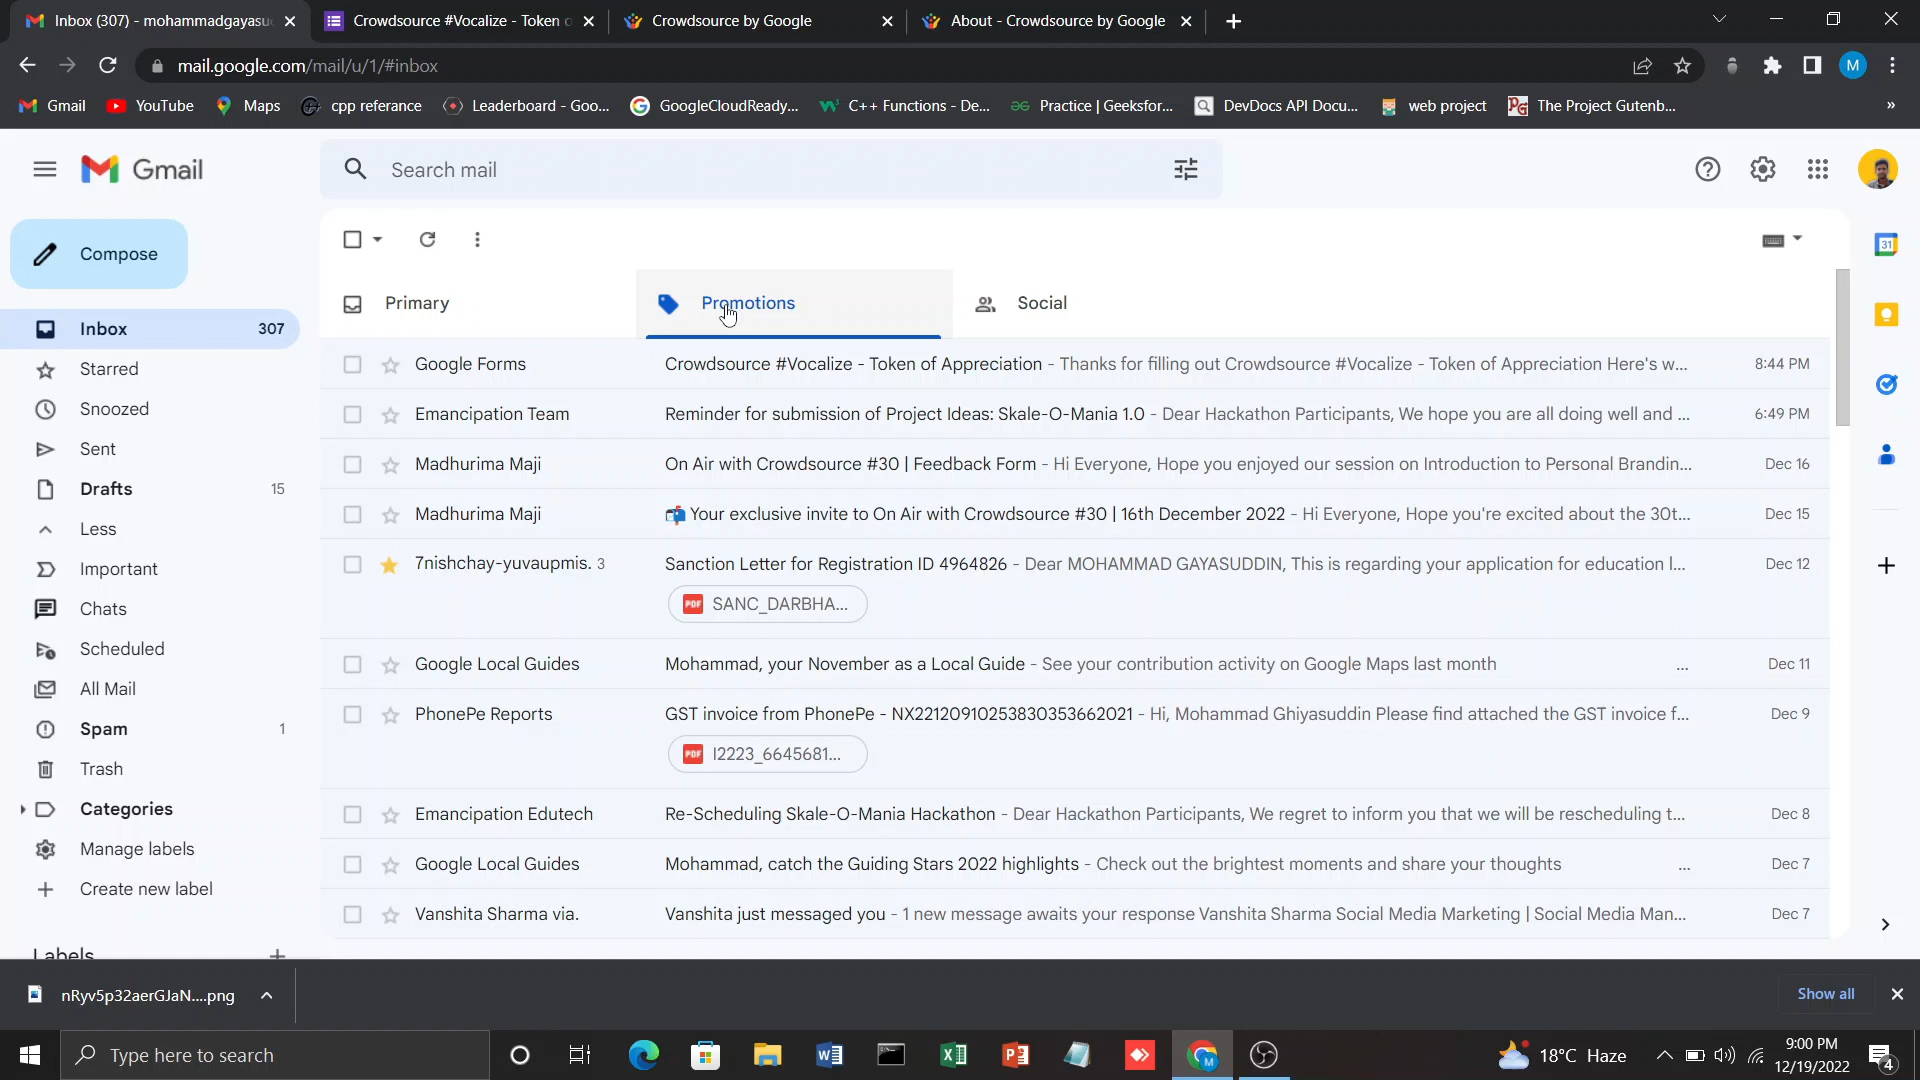 Inbox (307) - mohammadgayasu
Crowdsource #Vocalize - Token o
Crowdsource by Google
About - Crowdsource by Google
mail.google.com/mail/u/1/#inbox
M
Gmail
YouTube
Maps
cpp referance
Leaderboard - Goo...
GoogleCloudReady...
C++ Functions - De...
Practice | Geeksfor...
DevDocs API Docu...
web project
The Project Gutenb...
»
Gmail
Search mail
Compose
Primary
Promotions
Social
31
Inbox 307
Starred
Snoozed
Sent
Drafts 15
Less
Important
Chats
Scheduled
All Mail
Spam 1
Trash
Categories
Manage labels
Create new label
Labels
Google Forms Crowdsource #Vocalize - Token of Appreciation - Thanks for filling out Crowdsource #Vocalize - Token of Appreciation Here's w... 8:44 PM
Emancipation Team Reminder for submission of Project Ideas: Skale-O-Mania 1.0 - Dear Hackathon Participants, We hope you are all doing well and ... 6:49 PM
Madhurima Maji On Air with Crowdsource #30 | Feedback Form - Hi Everyone, Hope you enjoyed our session on Introduction to Personal Brandin... Dec 16
Madhurima Maji 📬 Your exclusive invite to On Air with Crowdsource #30 | 16th December 2022 - Hi Everyone, Hope you're excited about the 30t... Dec 15
7nishchay-yuvaupmis. 3 Sanction Letter for Registration ID 4964826 - Dear MOHAMMAD GAYASUDDIN, This is regarding your application for education l... Dec 12
PDF SANC_DARBHA...
Google Local Guides Mohammad, your November as a Local Guide - See your contribution activity on Google Maps last month ... Dec 11
PhonePe Reports GST invoice from PhonePe - NX22120910253830353662021 - Hi, Mohammad Ghiyasuddin Please find attached the GST invoice f... Dec 9
PDF I2223_6645681...
Emancipation Edutech Re-Scheduling Skale-O-Mania Hackathon - Dear Hackathon Participants, We regret to inform you that we will be rescheduling t... Dec 8
Google Local Guides Mohammad, catch the Guiding Stars 2022 highlights - Check out the brightest moments and share your thoughts ... Dec 7
Vanshita Sharma via. Vanshita just messaged you - 1 new message awaits your response Vanshita Sharma Social Media Marketing | Social Media Man... Dec 7
nRyv5p32aerGJaN....png
Show all
Type here to search
18°C Haze
9:00 PM
12/19/2022
4